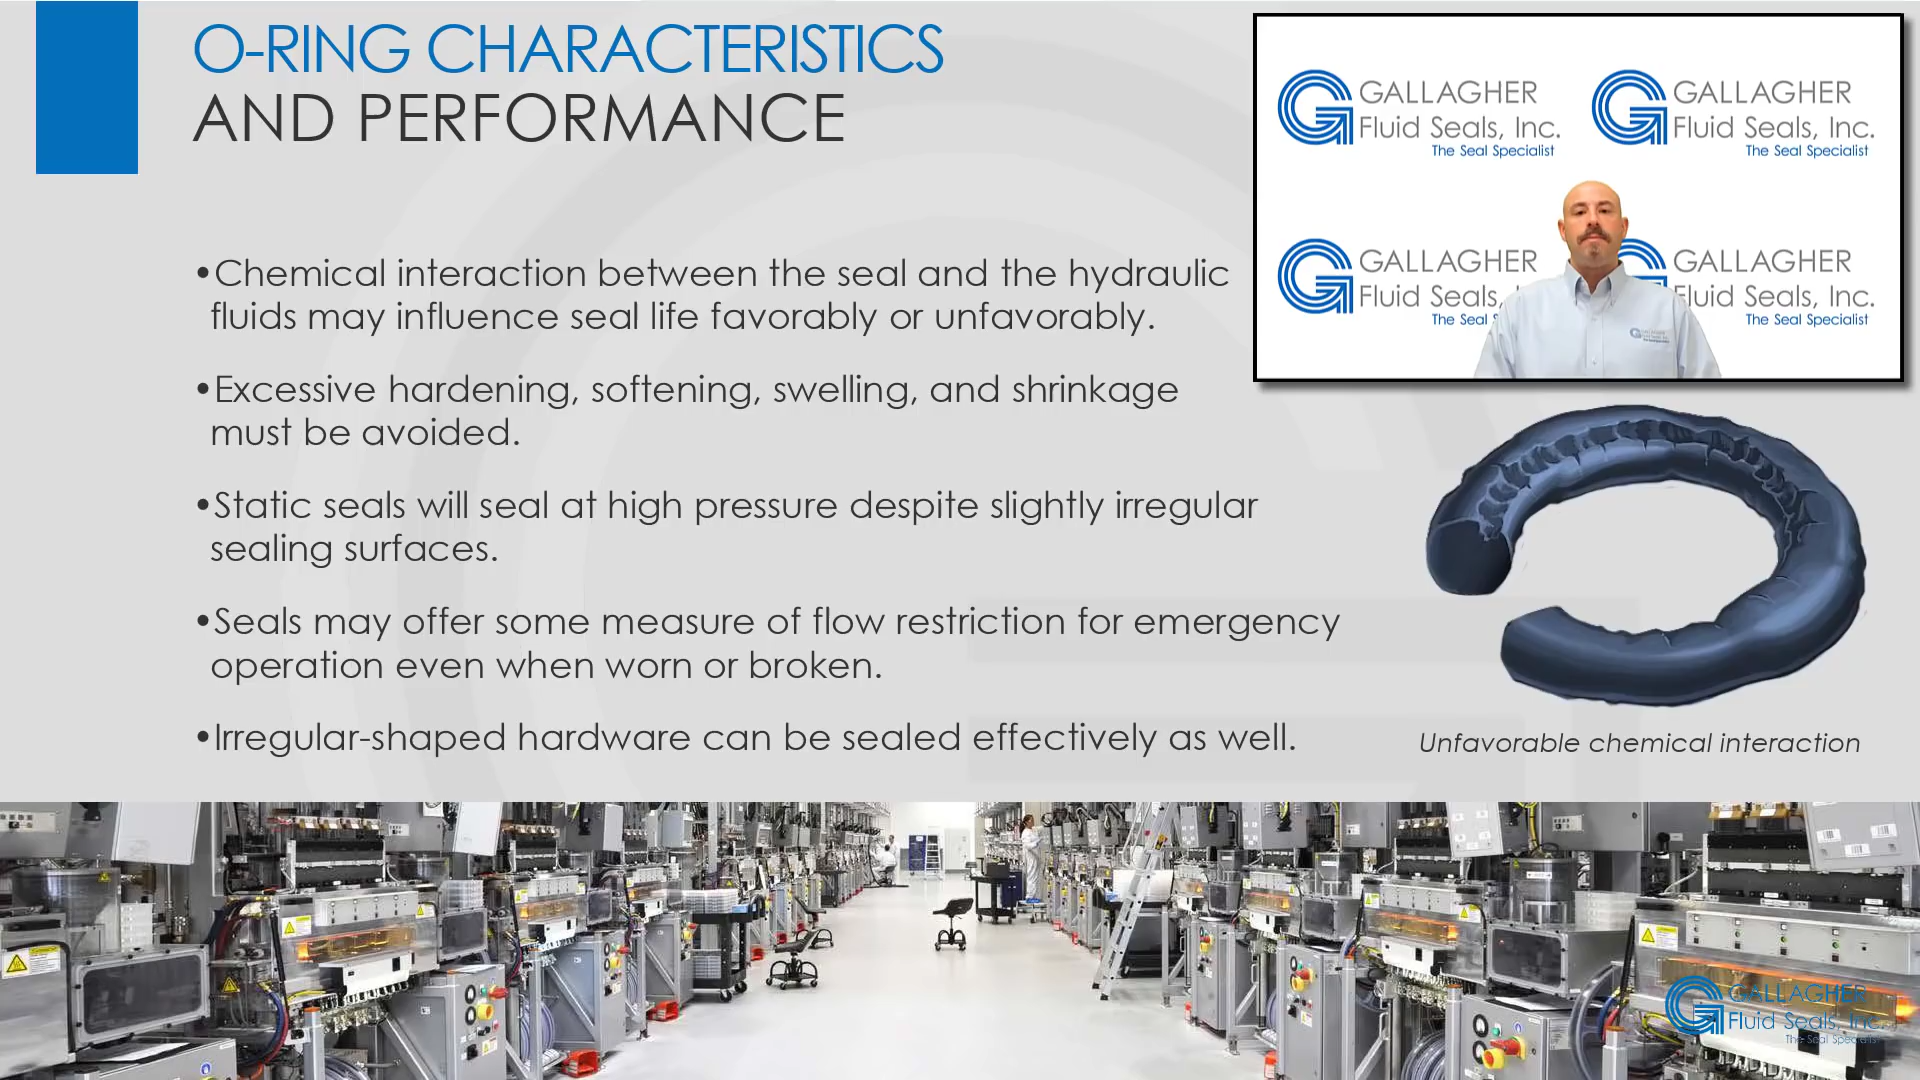 O-RING CHARACTERISTICS
AND PERFORMANCE
•Chemical interaction between the seal and the hydraulic
fluids may influence seal life favorably or unfavorably.
•Excessive hardening, softening, swelling, and shrinkage
must be avoided.
•Static seals will seal at high pressure despite slightly irregular
sealing surfaces.
•Seals may offer some measure of flow restriction for emergency
operation even when worn or broken.
•Irregular-shaped hardware can be sealed effectively as well.
GALLAGHER
Fluid Seals, Inc.
The Seal Specialist
GALLAGHER
Fluid Seals, Inc.
The Seal Specialist
GALLAGHER
Fluid Seals,
The Seal
GALLAGHER
Fluid Seals, Inc.
The Seal Specialist
Unfavorable chemical interaction
GALLAGHER
Fluid Seals, Inc.
The Seal Specialist